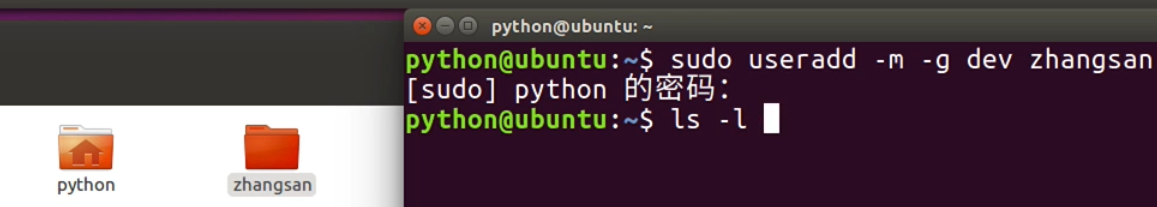 python@ubuntu: ~
python@ubuntu:~$ sudo useradd -m -g dev zhangsan
[sudo] python 的密码：
python@ubuntu:~$ ls -l
python
zhangsan